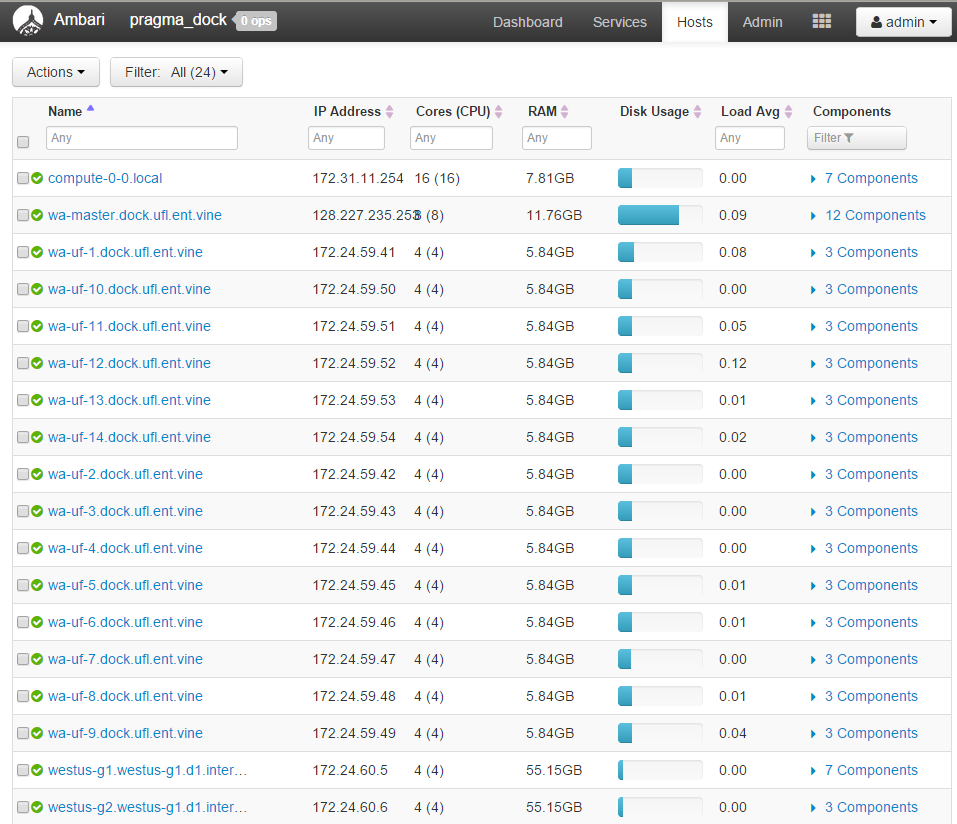 Ambari pragma_dock 0 ops Dashboard Services Hosts Admin admin
Actions Filter: All (24)
Name IP Address Cores (CPU) RAM Disk Usage Load Avg Components
Any Any Any Any Any Filter
compute-0-0.local 172.31.11.254 16 (16) 7.81GB 0.00 7 Components
wa-master.dock.ufl.ent.vine 128.227.235.253 8 (8) 11.76GB 0.09 12 Components
wa-uf-1.dock.ufl.ent.vine 172.24.59.41 4 (4) 5.84GB 0.08 3 Components
wa-uf-10.dock.ufl.ent.vine 172.24.59.50 4 (4) 5.84GB 0.00 3 Components
wa-uf-11.dock.ufl.ent.vine 172.24.59.51 4 (4) 5.84GB 0.05 3 Components
wa-uf-12.dock.ufl.ent.vine 172.24.59.52 4 (4) 5.84GB 0.12 3 Components
wa-uf-13.dock.ufl.ent.vine 172.24.59.53 4 (4) 5.84GB 0.01 3 Components
wa-uf-14.dock.ufl.ent.vine 172.24.59.54 4 (4) 5.84GB 0.02 3 Components
wa-uf-2.dock.ufl.ent.vine 172.24.59.42 4 (4) 5.84GB 0.00 3 Components
wa-uf-3.dock.ufl.ent.vine 172.24.59.43 4 (4) 5.84GB 0.00 3 Components
wa-uf-4.dock.ufl.ent.vine 172.24.59.44 4 (4) 5.84GB 0.00 3 Components
wa-uf-5.dock.ufl.ent.vine 172.24.59.45 4 (4) 5.84GB 0.01 3 Components
wa-uf-6.dock.ufl.ent.vine 172.24.59.46 4 (4) 5.84GB 0.01 3 Components
wa-uf-7.dock.ufl.ent.vine 172.24.59.47 4 (4) 5.84GB 0.00 3 Components
wa-uf-8.dock.ufl.ent.vine 172.24.59.48 4 (4) 5.84GB 0.01 3 Components
wa-uf-9.dock.ufl.ent.vine 172.24.59.49 4 (4) 5.84GB 0.04 3 Components
westus-g1.westus-g1.d1.inter… 172.24.60.5 4 (4) 55.15GB 0.00 7 Components
westus-g2.westus-g1.d1.inter… 172.24.60.6 4 (4) 55.15GB 0.00 3 Components